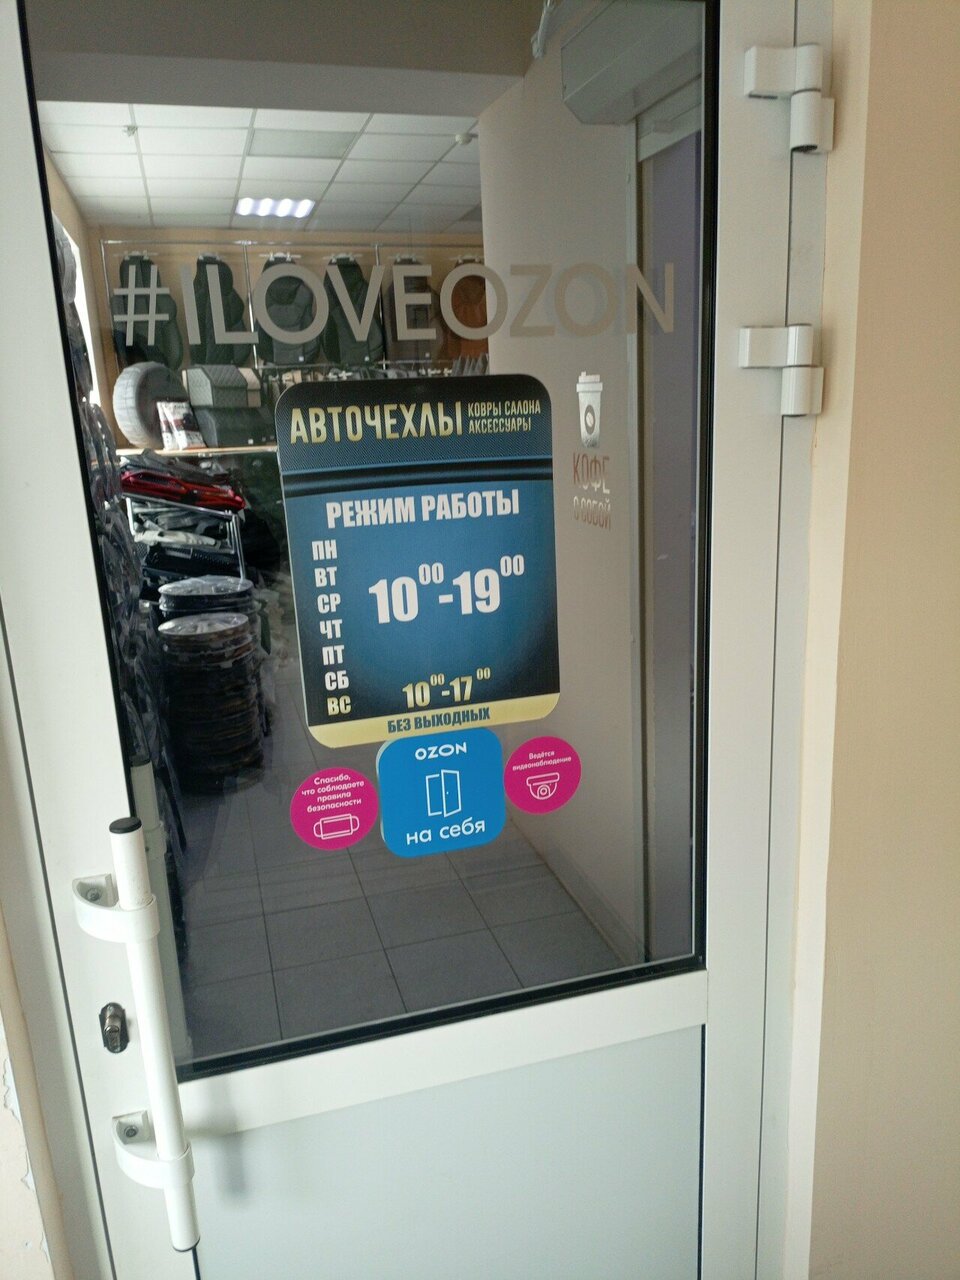 #ILOVEOZON
АВТОЧЕХЛЫ
КОВРЫ САЛОНА
АКСЕССУАРЫ
КОФЕ
С СОБОЙ
РЕЖИМ РАБОТЫ
ПН
ВТ
СР
ЧТ
ПТ
СБ
10⁰⁰-19⁰⁰
ВС 10⁰⁰-17⁰⁰
БЕЗ ВЫХОДНЫХ
Спасибо,
что соблюдаете
правила
безопасности
OZON
на себя
Ведётся
видеонаблюдение